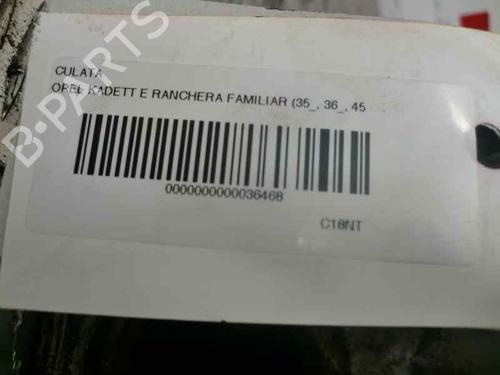 CULATA
OPEL KADETT E RANCHERA FAMILIAR (35_, 36_, 45
0000000000036468
C18NT
B-PARTS